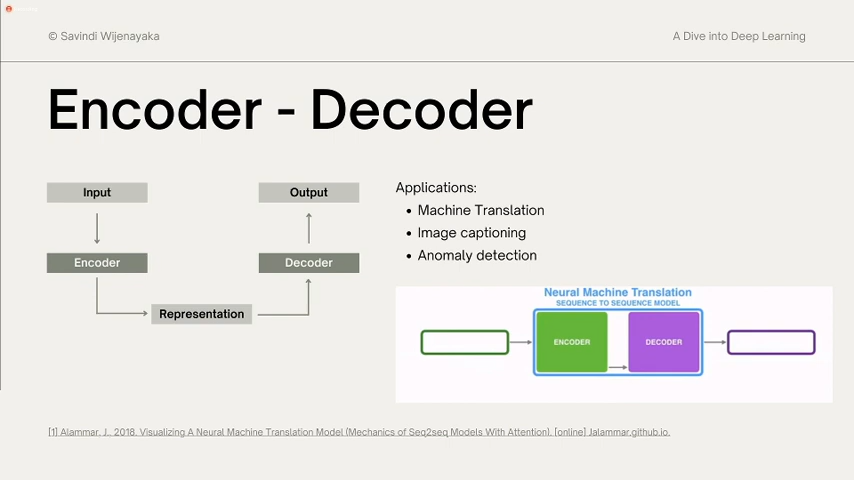 © Savindi Wijenayaka
A Dive into Deep Learning
Encoder - Decoder
Input
Output
Encoder
Decoder
Representation
Applications:
• Machine Translation
• Image captioning
• Anomaly detection
Neural Machine Translation
SEQUENCE TO SEQUENCE MODEL
ENCODER
DECODER
[1] Alammar, J., 2018. Visualizing A Neural Machine Translation Model (Mechanics of Seq2seq Models With Attention). [online] Jalammar.github.io.